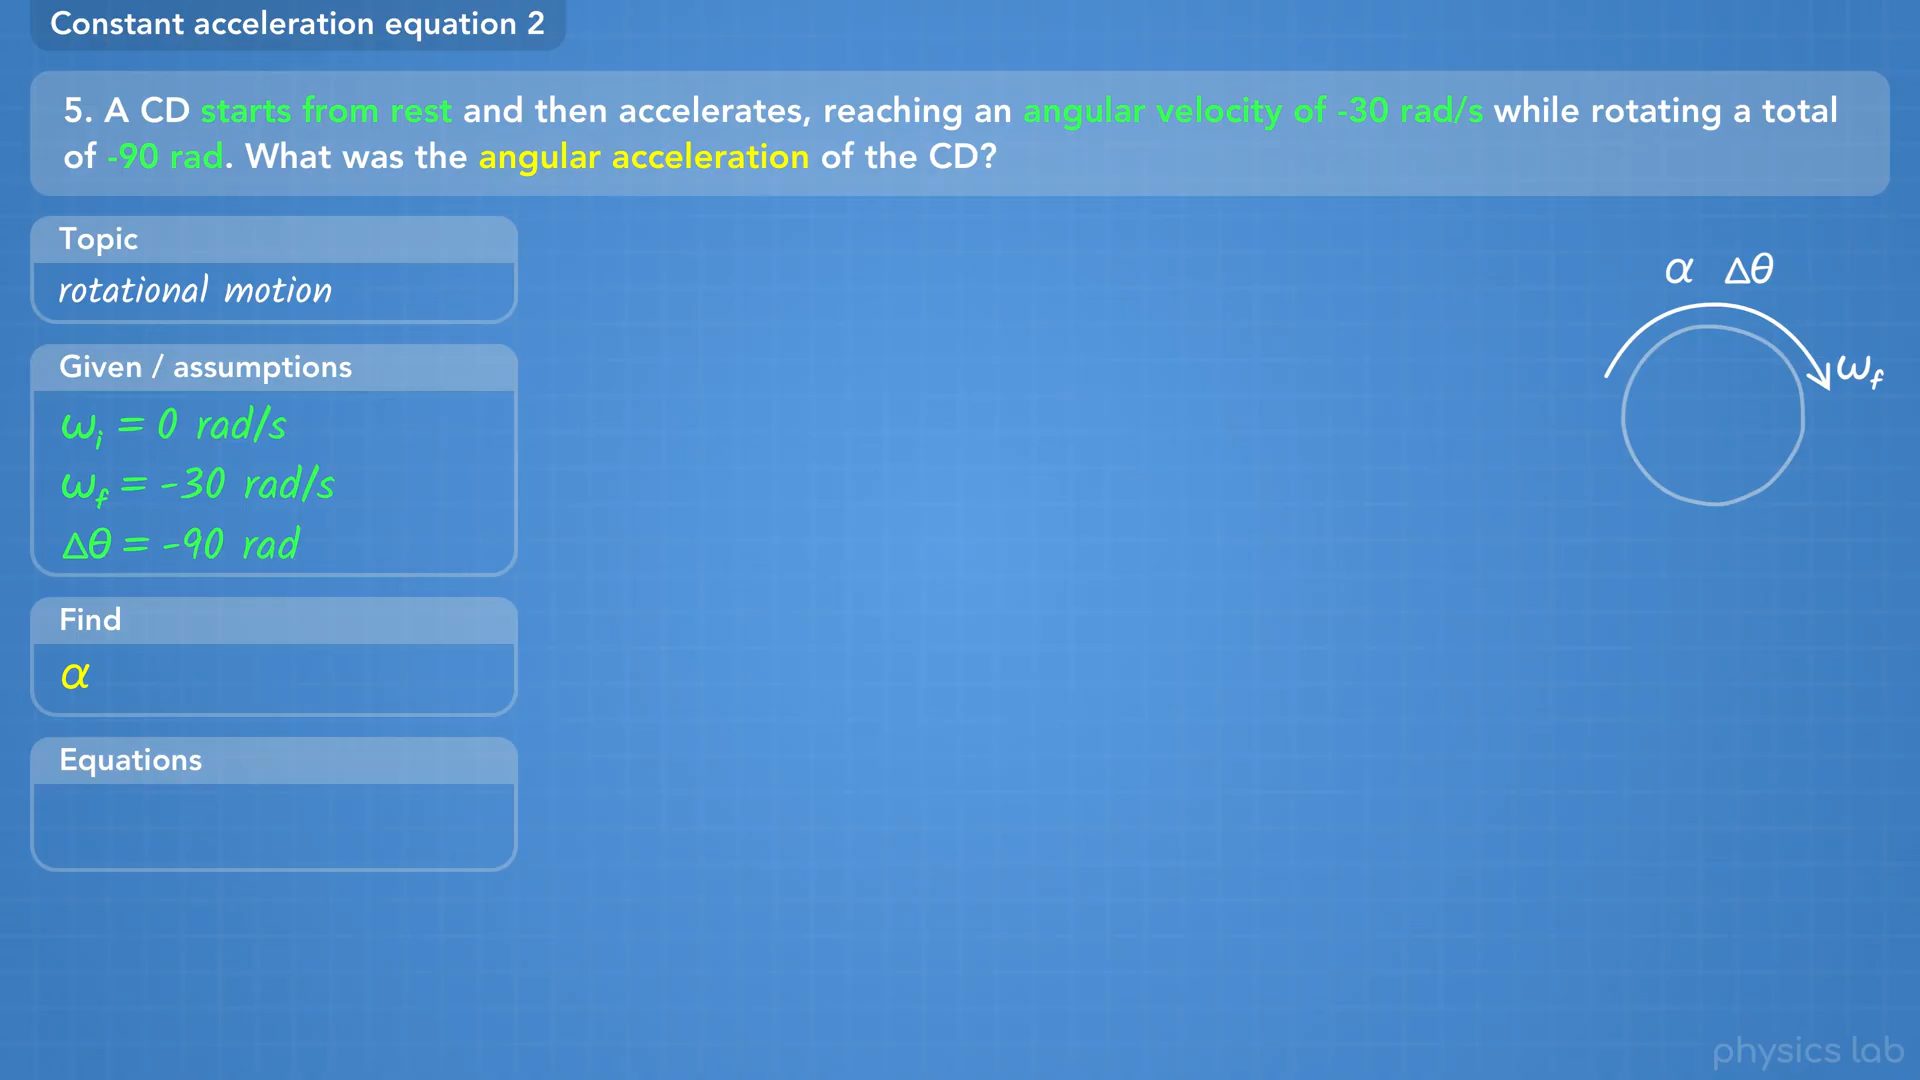 Constant acceleration equation 2
5. A CD starts from rest and then accelerates, reaching an angular velocity of -30 rad/s while rotating a total
of -90 rad. What was the angular acceleration of the CD?
Topic
rotational motion
Given / assumptions
ωᵢ = 0 rad/s
ω_f = -30 rad/s
Δθ = -90 rad
Find
α
Equations
α Δθ
ω_f
physics lab